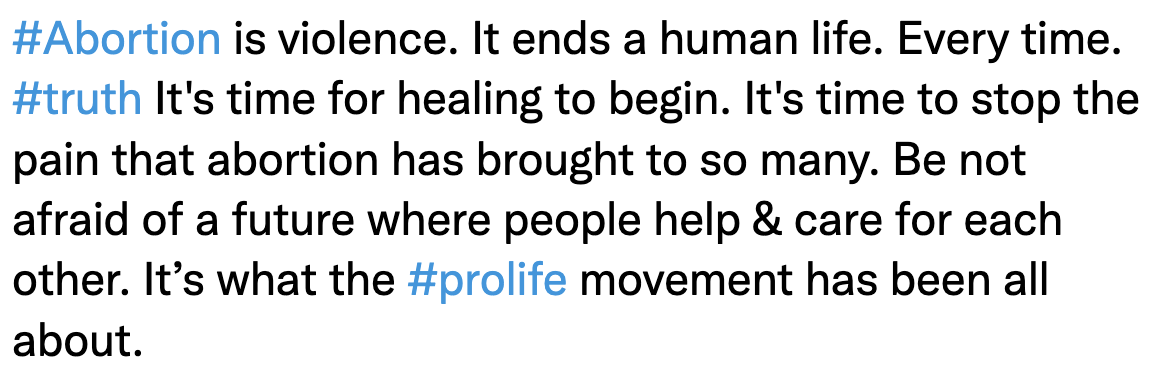 #Abortion is violence. It ends a human life. Every time.
#truth It's time for healing to begin. It's time to stop the
pain that abortion has brought to so many. Be not
afraid of a future where people help & care for each
other. It’s what the #prolife movement has been all
about.